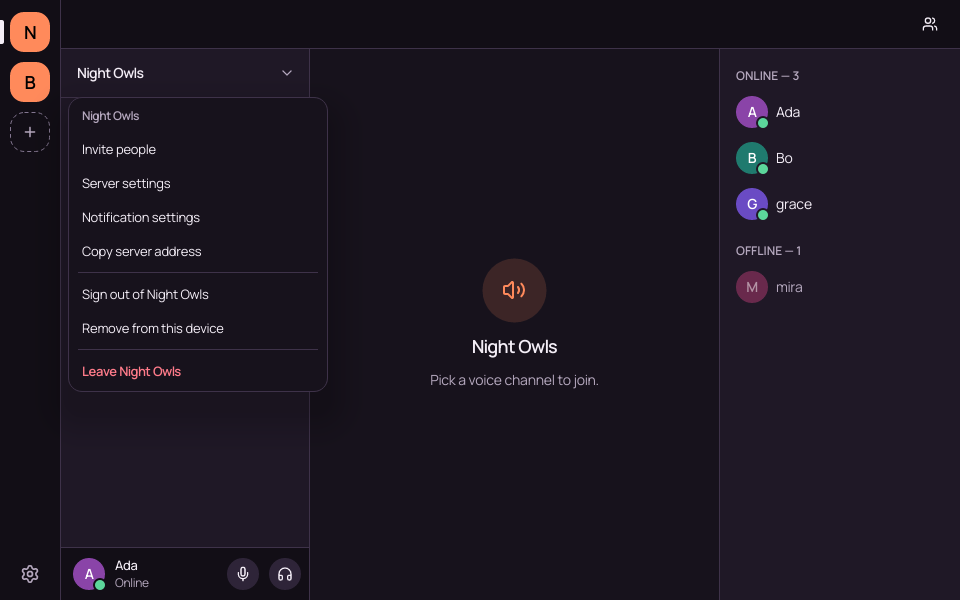 N
B
Night Owls
Night Owls
Invite people
Server settings
Notification settings
Copy server address
Sign out of Night Owls
Remove from this device
Leave Night Owls
A
Ada
Online
Night Owls
Pick a voice channel to join.
ONLINE — 3
A
Ada
B
Bo
G
grace
OFFLINE — 1
M
mira